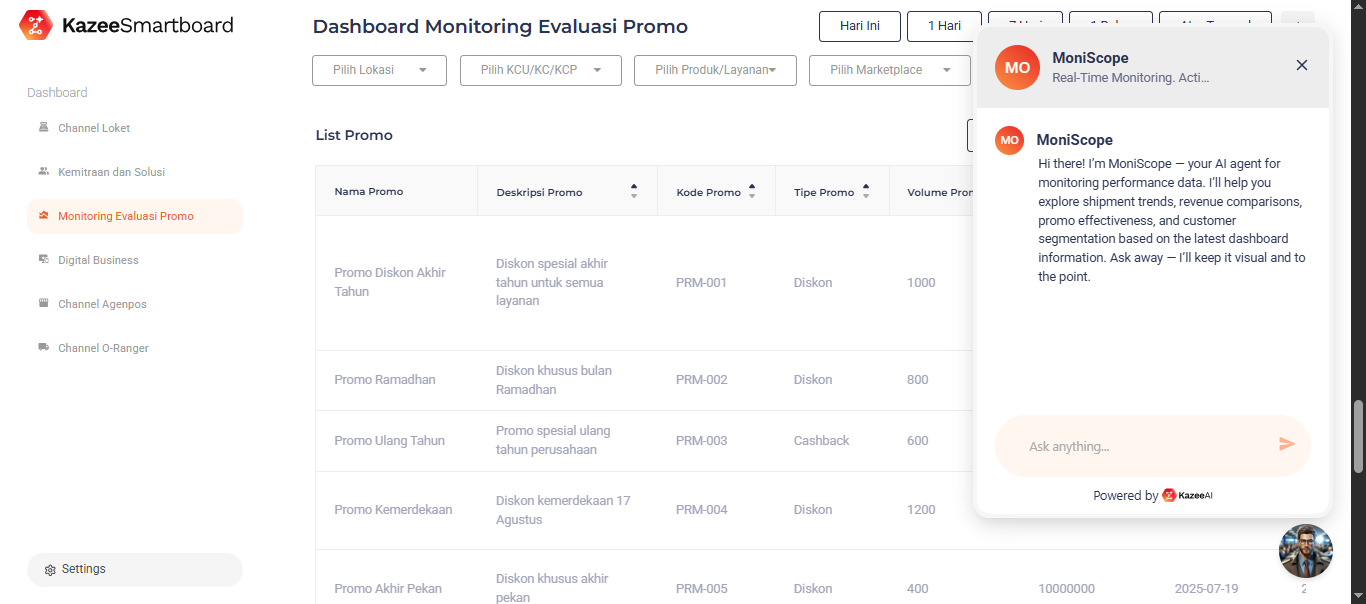 KazeeSmartboard
Dashboard Monitoring Evaluasi Promo
Hari Ini
1 Hari
Pilih Lokasi
Pilih KCU/KC/KCP
Pilih Produk/Layanan
Pilih Marketplace
Dashboard
Channel Loket
Kemitraan dan Solusi
Monitoring Evaluasi Promo
Digital Business
Channel Agenpos
Channel O-Ranger
Settings
List Promo
Nama Promo
Deskripsi Promo
Kode Promo
Tipe Promo
Volume
Promo Diskon Akhir
Tahun
Diskon spesial akhir
tahun untuk semua
layanan
PRM-001
Diskon
1000
Promo Ramadhan
Diskon khusus bulan
Ramadhan
PRM-002
Diskon
800
Promo Ulang Tahun
Promo spesial ulang
tahun perusahaan
PRM-003
Cashback
600
Promo Kemerdekaan
Diskon kemerdekaan 17
Agustus
PRM-004
Diskon
1200
Promo Akhir Pekan
Diskon khusus akhir
pekan
PRM-005
Diskon
400
10000000
2025-07-19
MO
MoniScope
Real-Time Monitoring. Acti...
MO
MoniScope
Hi there! I'm MoniScope — your AI agent for
monitoring performance data. I'll help you
explore shipment trends, revenue comparisons,
promo effectiveness, and customer
segmentation based on the latest dashboard
information. Ask away — I'll keep it visual and to
the point.
Ask anything...
Powered by KazeeAI